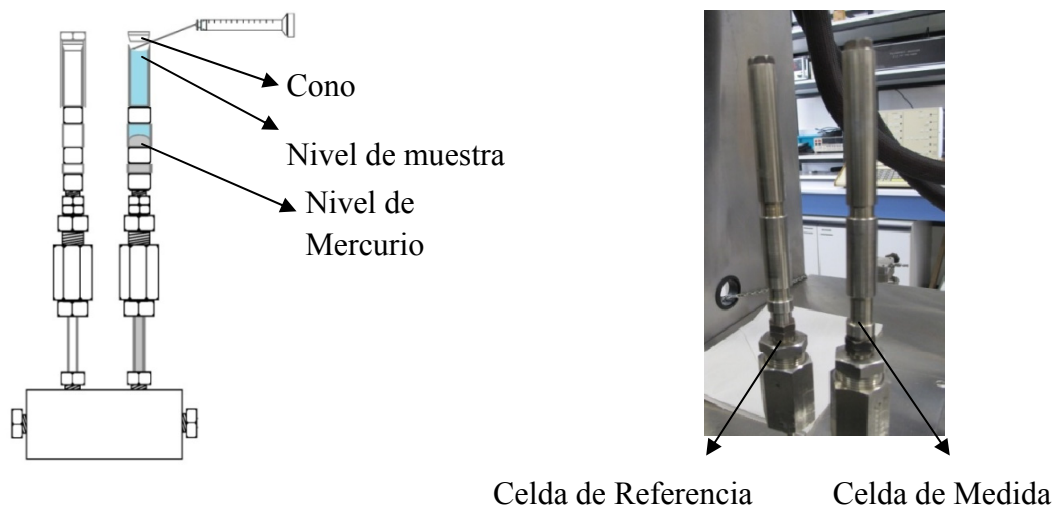 Cono
Nivel de muestra
Nivel de
Mercurio
Celda de Referencia
Celda de Medida